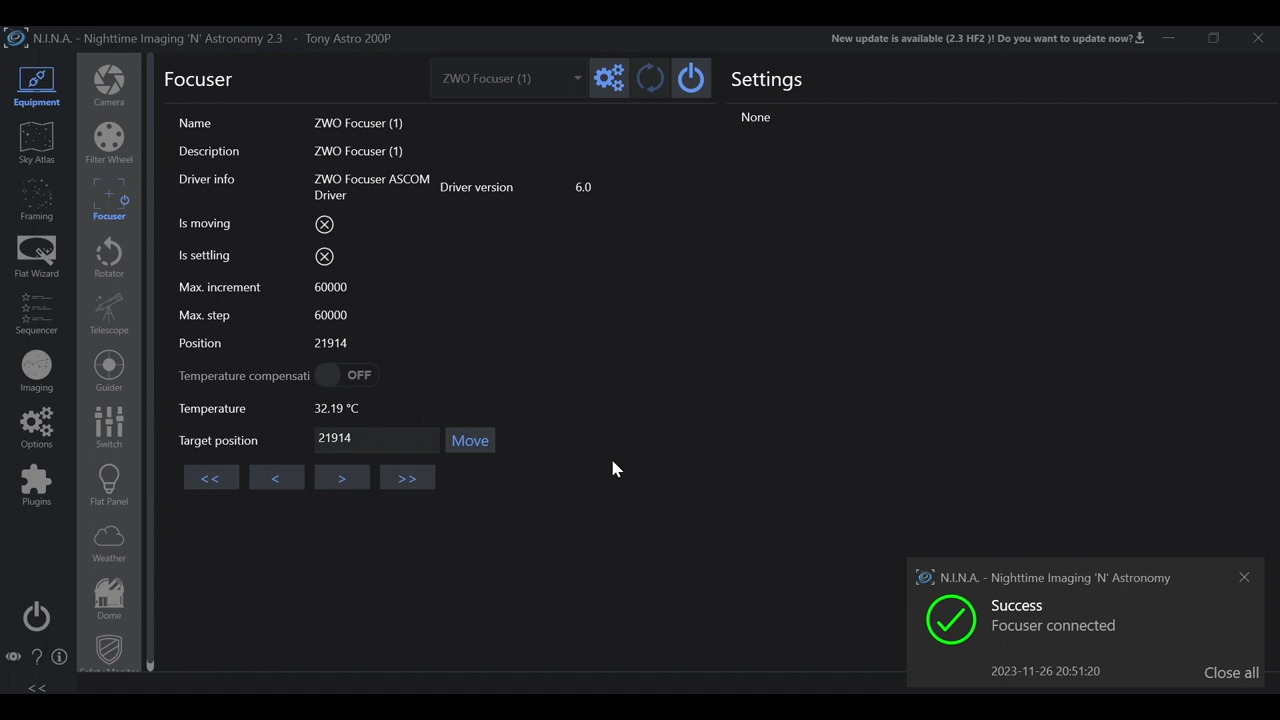 N.I.N.A. - Nighttime Imaging 'N' Astronomy 2.3 - Tony Astro 200P
New update is available (2.3 HF2 )! Do you want to update now?
Equipment
Sky Atlas
Framing
Flat Wizard
Sequencer
Imaging
Options
Plugins
?
<<
Camera
Filter Wheel
Focuser
Rotator
Telescope
Guider
Switch
Flat Panel
Weather
Dome
Safety Monitor
Focuser
ZWO Focuser (1)
Name ZWO Focuser (1)
Description ZWO Focuser (1)
Driver info ZWO Focuser ASCOM
Driver
Driver version 6.0
Is moving
Is settling
Max. increment 60000
Max. step 60000
Position 21914
Temperature compensati OFF
Temperature 32.19 °C
Target position 21914 Move
<< < > >>
Settings
None
N.I.N.A. - Nighttime Imaging 'N' Astronomy
Success
Focuser connected
2023-11-26 20:51:20
Close all